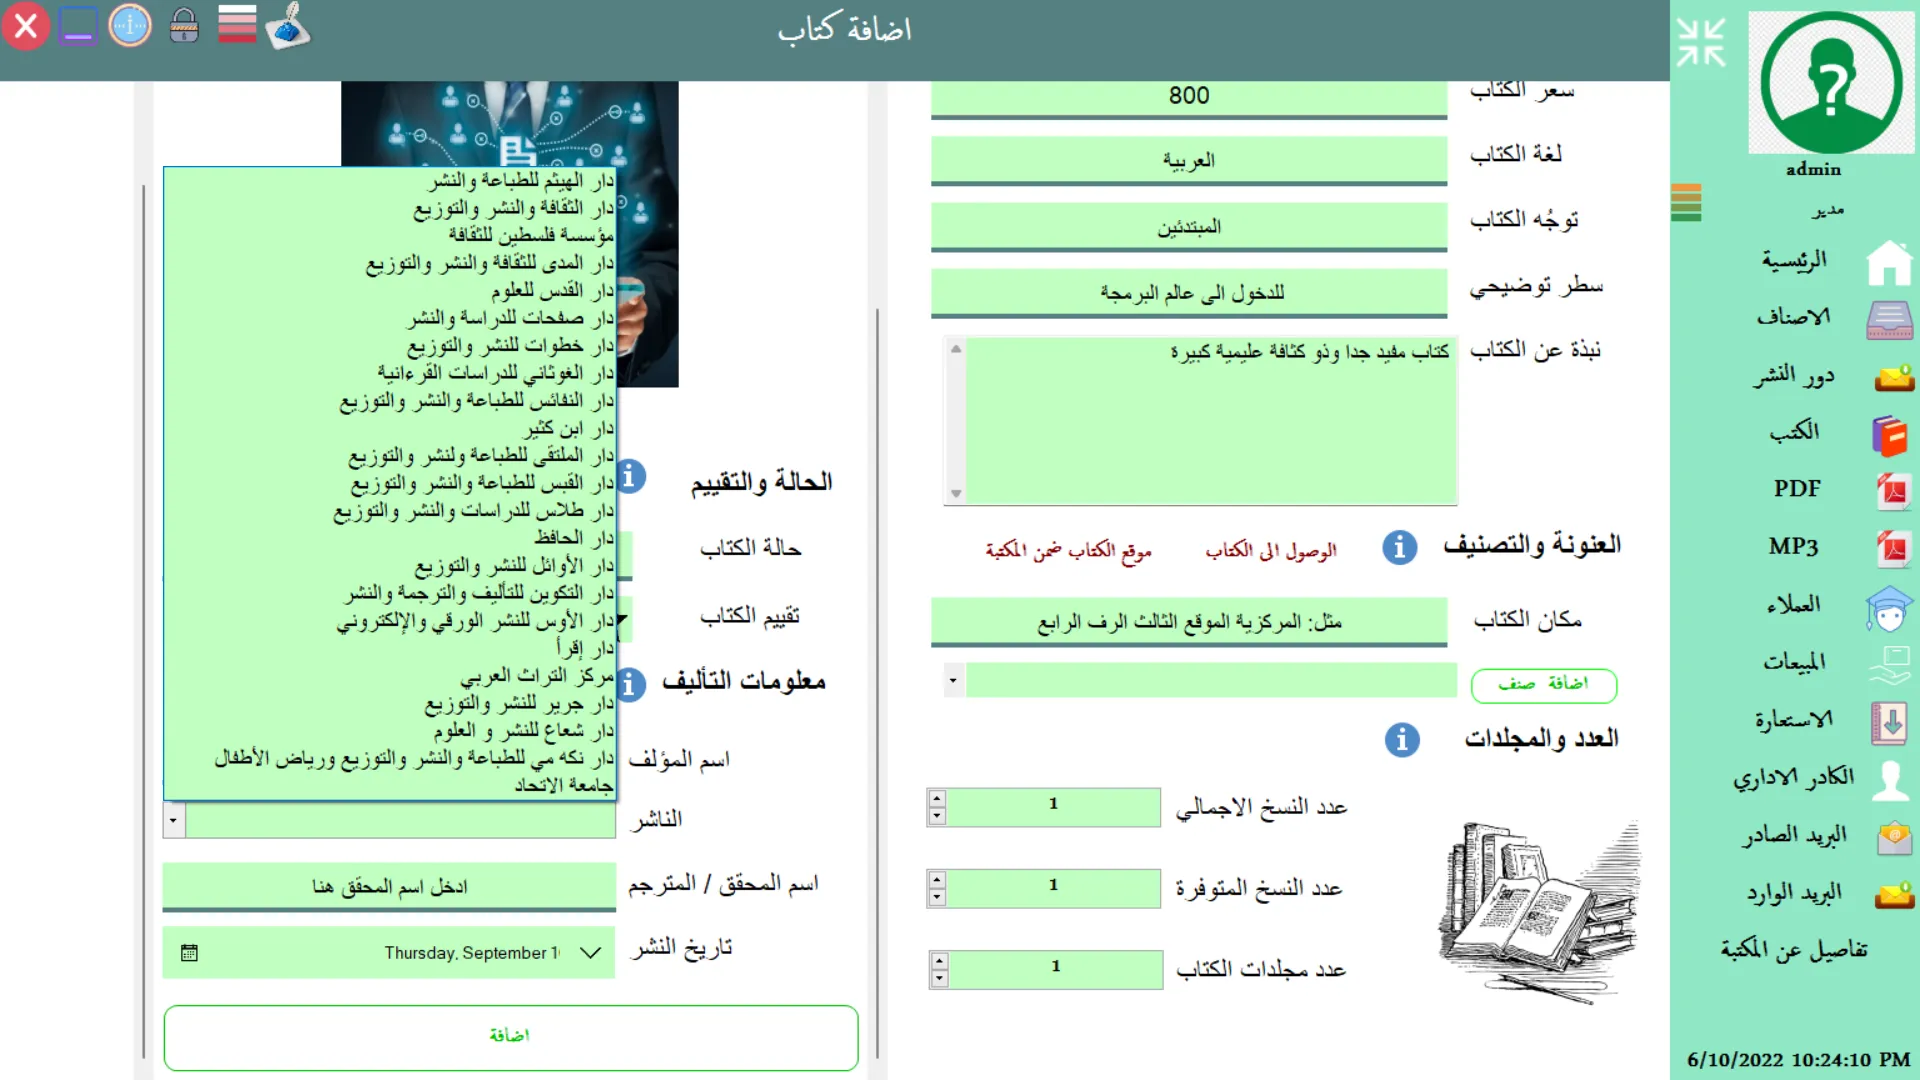 اضافة كتاب
admin
مدير
الرئيسية
الاصناف
دور النشر
الكتب
PDF
MP3
العملاء
المبيعات
الاستعارة
الكادر الاداري
البريد الصادر
البريد الوارد
تفاصيل عن المكتبة
6/10/2022 10:24:10 PM
سعر الكتاب
800
لغة الكتاب
العربية
توجُه الكتاب
المبتدئين
سطر توضيحي
للدخول الى عالم البرمجة
نبذة عن الكتاب
كتاب مفيد جدا وذو كثافة عليمية كبيرة
العنونة والتصنيف
الوصول الى الكتاب
موقع الكتاب ضمن المكتبة
مكان الكتاب
مثل: المركزية الموقع الثالث الرف الرابع
اضافة صنف
العدد والمجلدات
عدد النسخ الاجمالي
1
عدد النسخ المتوفرة
1
عدد مجلدات الكتاب
1
الحالة والتقييم
حالة الكتاب
تقييم الكتاب
معلومات التأليف
اسم المؤلف
دار الهيثم للطباعة والنشر
دار الثقافة والنشر والتوزيع
مؤسسة فلسطين للثقافة
دار المدى للثقافة والنشر والتوزيع
دار القدس للعلوم
دار صفحات للدراسة والنشر
دار خطوات للنشر والتوزيع
دار الغوثاني للدراسات القرءانية
دار النفائس للطباعة والنشر والتوزيع
دار ابن كثير
دار الملتقى للطباعة ولنشر والتوزيع
دار القبس للطباعة والنشر والتوزيع
دار طلاس للدراسات والنشر والتوزيع
دار الحافظ
دار الأوائل للنشر والتوزيع
دار التكوين للتأليف والترجمة والنشر
دار الأوس للنشر الورقي والإلكتروني
دار إقرأ
مركز التراث العربي
دار جرير للنشر والتوزيع
دار شعاع للنشر و العلوم
دار نكه مي للطباعة والنشر والتوزيع ورياض الأطفال
جامعة الاتحاد
الناشر
اسم المحقق / المترجم
ادخل اسم المحقق هنا
تاريخ النشر
Thursday, September 1
اضافة